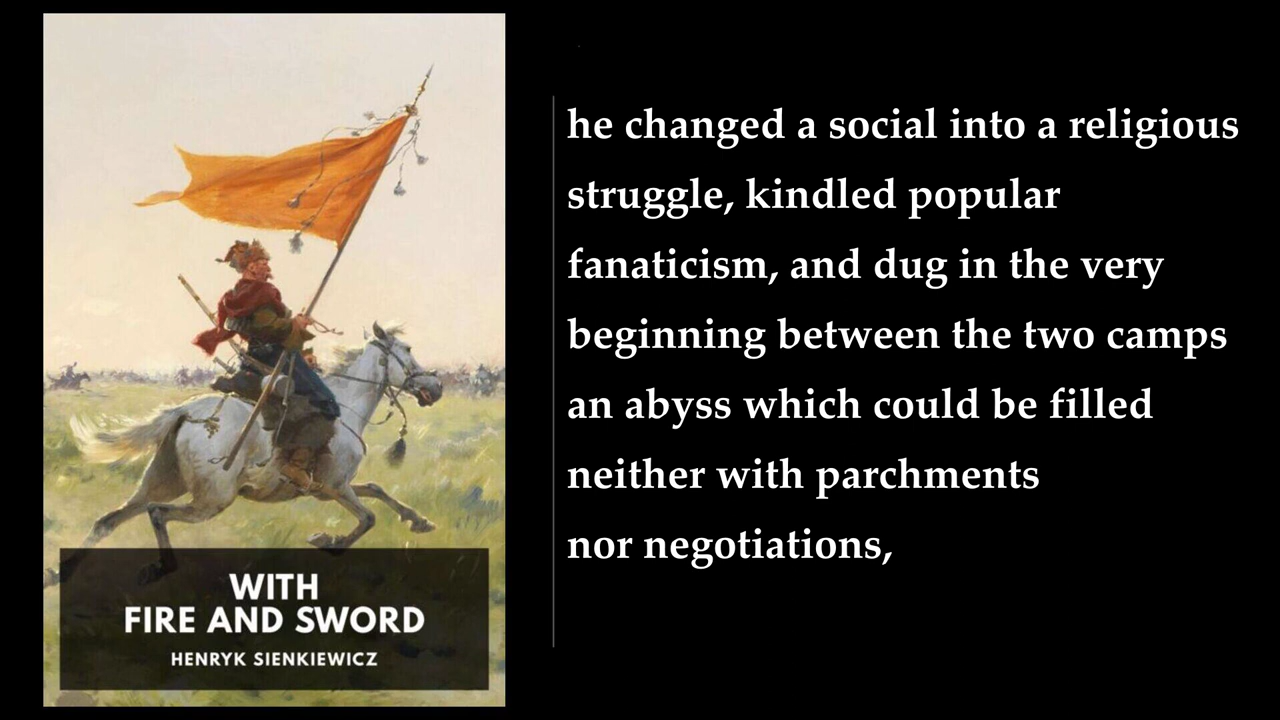 WITH
FIRE AND SWORD
HENRYK SIENKIEWICZ
he changed a social into a religious
struggle, kindled popular
fanaticism, and dug in the very
beginning between the two camps
an abyss which could be filled
neither with parchments
nor negotiations,